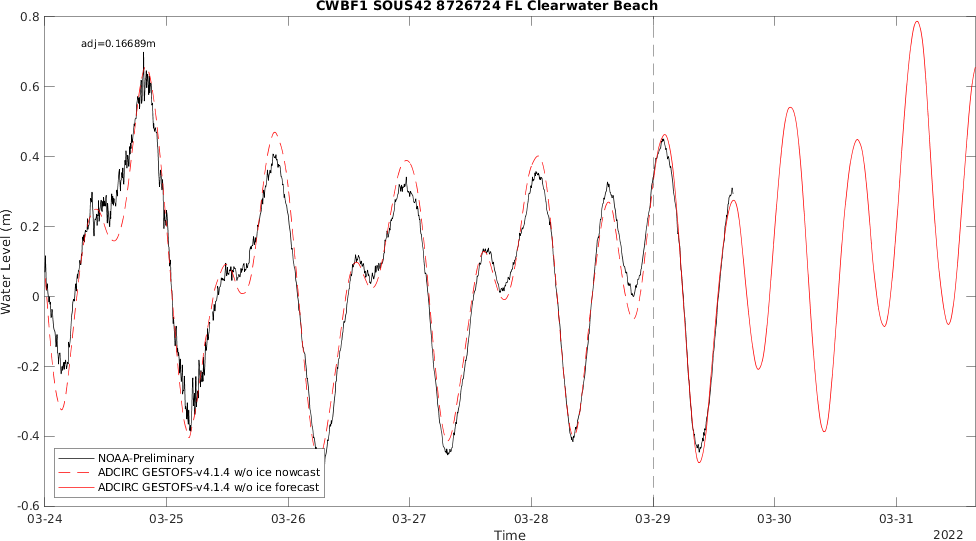 CWBF1 SOUS42 8726724 FL Clearwater Beach
adj=0.16689m
0.8
0.6
0.4
0.2
0
-0.2
-0.4
-0.6
Water Level (m)
NOAA-Preliminary
ADCIRC GESTOFS-v4.1.4 w/o ice nowcast
ADCIRC GESTOFS-v4.1.4 w/o ice forecast
03-24 03-25 03-26 03-27 03-28 03-29 03-30 03-31
Time
2022